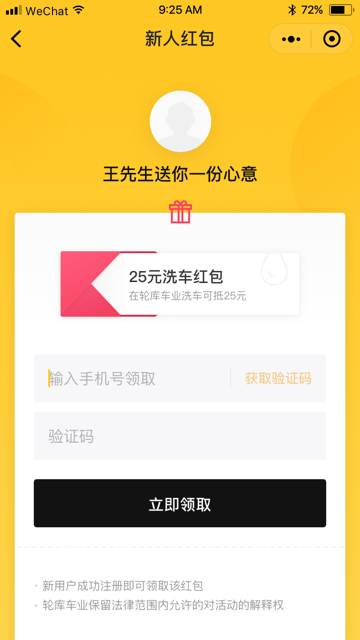 WeChat
9:25 AM
72%
新人红包
王先生送你一份心意
25元洗车红包
在轮库车业洗车可抵25元
输入手机号领取
获取验证码
验证码
立即领取
新用户成功注册即可领取该红包
轮库车业保留法律范围内允许的对活动的解释权